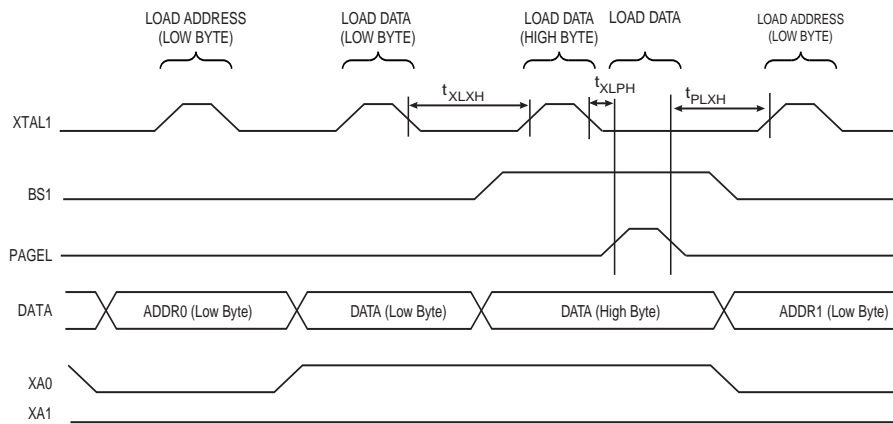 LOAD ADDRESS
(LOW BYTE)
LOAD DATA
(LOW BYTE)
LOAD DATA
(HIGH BYTE)
LOAD DATA
LOAD ADDRESS
(LOW BYTE)
tXLXH
tXLPH
tPLXH
XTAL1
BS1
PAGEL
DATA
ADDR0 (Low Byte)
DATA (Low Byte)
DATA (High Byte)
ADDR1 (Low Byte)
XA0
XA1